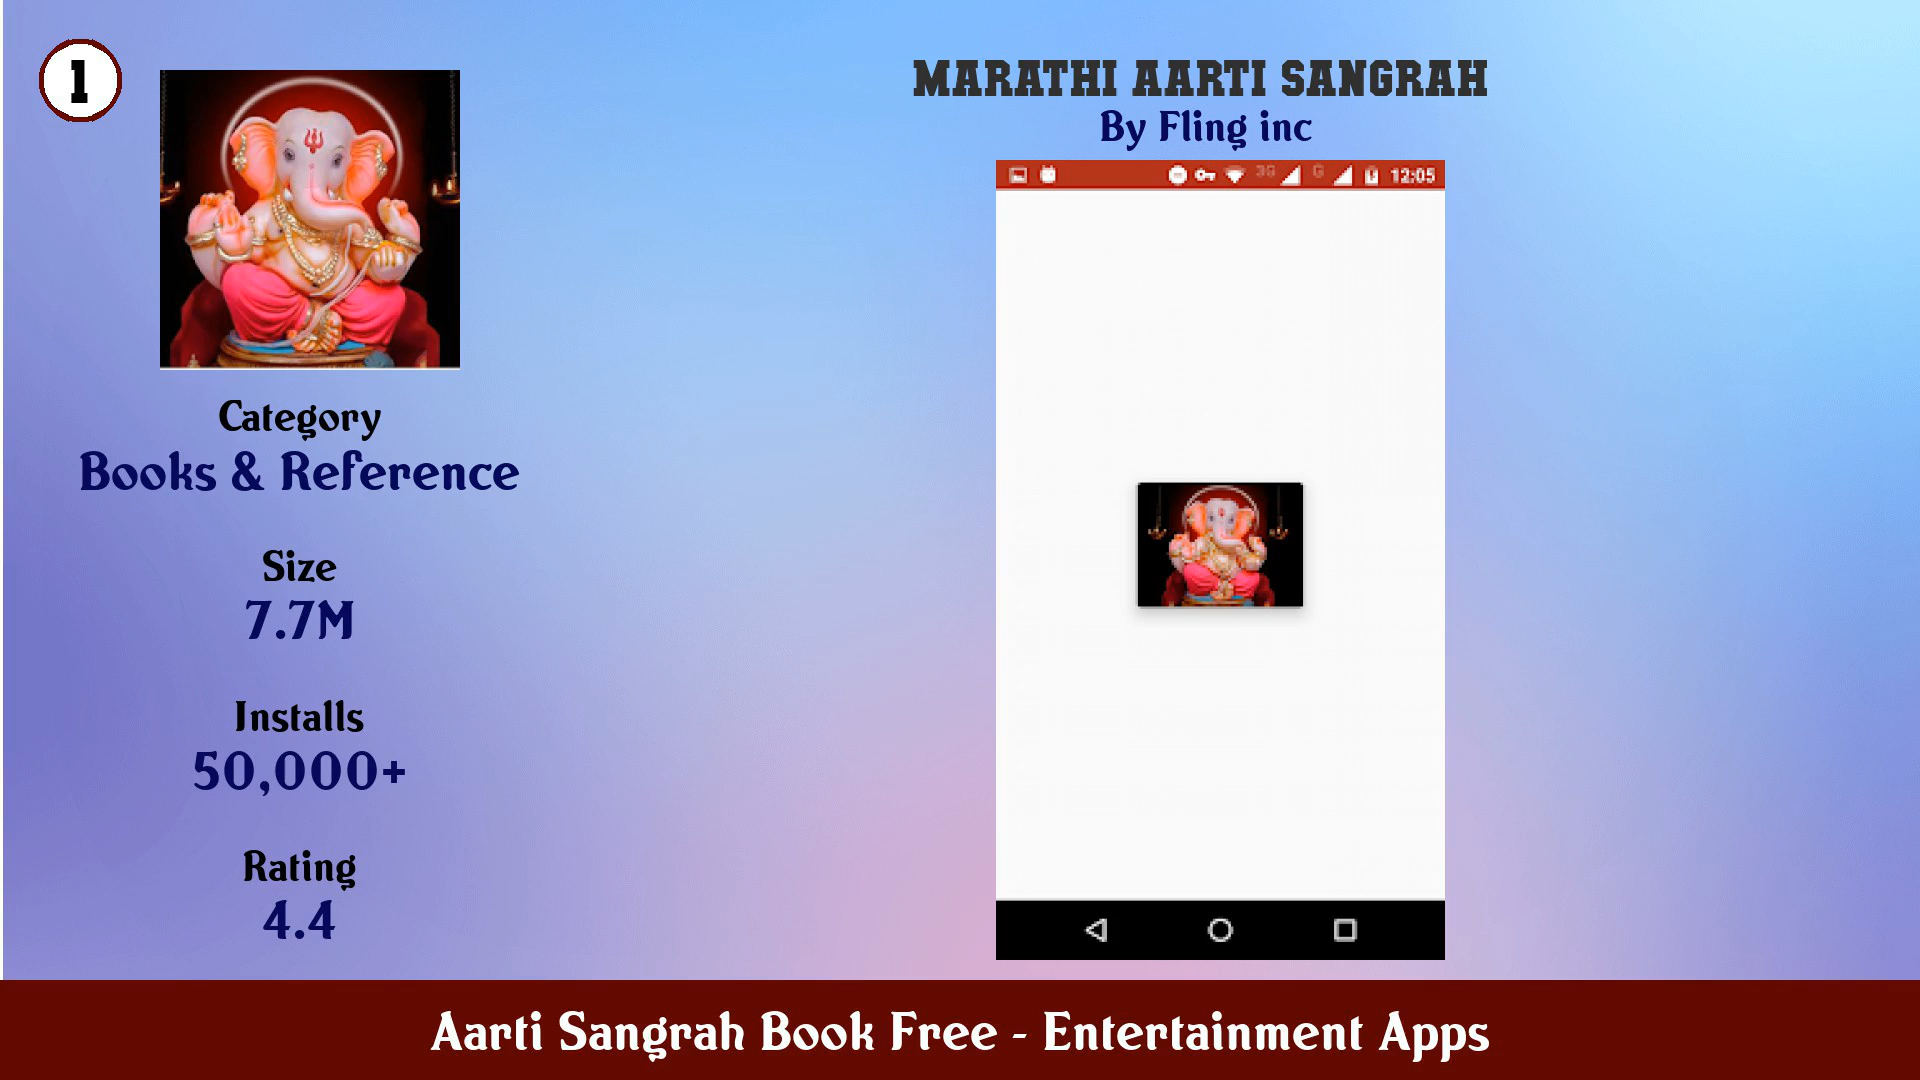 1
MARATHI AARTI SANGRAH
By Fling inc
3G G 12:05
Category
Books & Reference
Size
7.7M
Installs
50,000+
Rating
4.4
Aarti Sangrah Book Free - Entertainment Apps